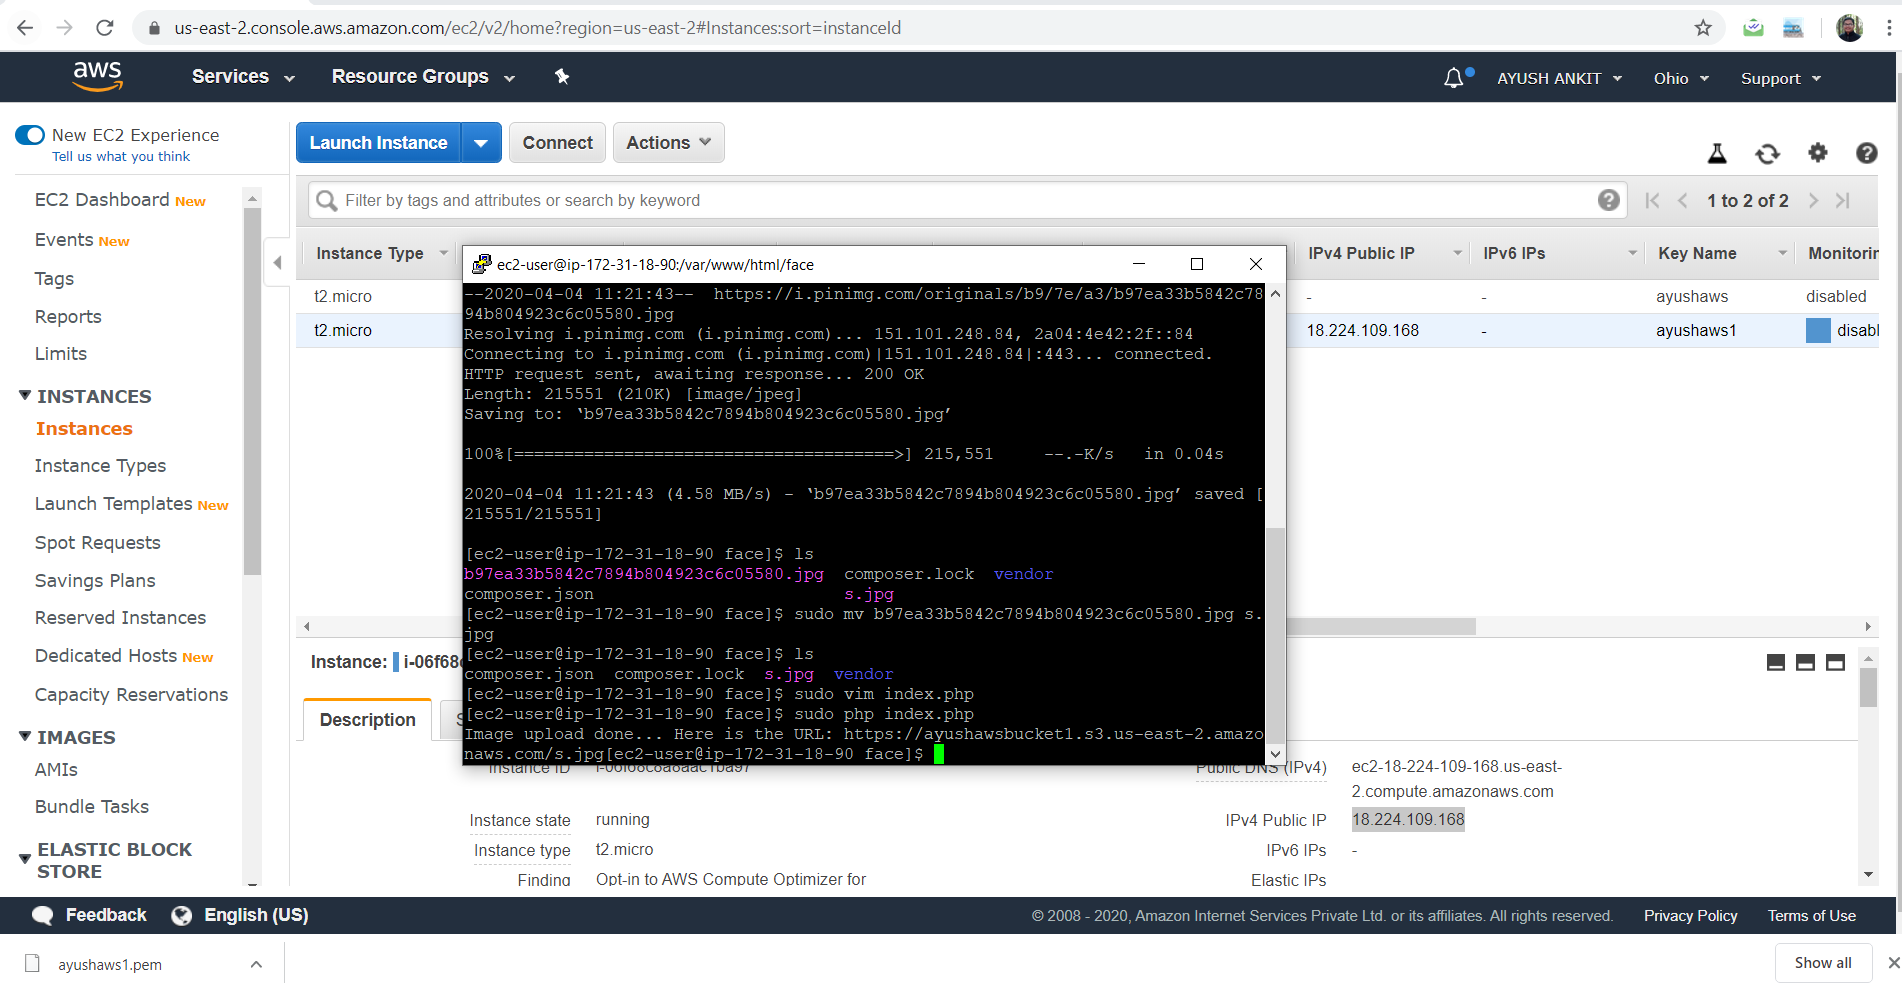 us-east-2.console.aws.amazon.com/ec2/v2/home?region=us-east-2#Instances:sort=instanceId
aws
Services
Resource Groups
AYUSH ANKIT
Ohio
Support
New EC2 Experience
Tell us what you think
EC2 Dashboard New
Events New
Tags
Reports
Limits
INSTANCES
Instances
Instance Types
Launch Templates New
Spot Requests
Savings Plans
Reserved Instances
Dedicated Hosts New
Capacity Reservations
IMAGES
AMIs
Bundle Tasks
ELASTIC BLOCK
STORE
Launch Instance
Connect
Actions
Filter by tags and attributes or search by keyword
1 to 2 of 2
Instance Type
IPv4 Public IP
IPv6 IPs
Key Name
Monitorin
t2.micro
-
-
ayushaws
disabled
t2.micro
18.224.109.168
-
ayushaws1
disabl
ec2-user@ip-172-31-18-90:/var/www/html/face
--2020-04-04 11:21:43--  https://i.pinimg.com/originals/b9/7e/a3/b97ea33b5842c78
94b804923c6c05580.jpg
Resolving i.pinimg.com (i.pinimg.com)... 151.101.248.84, 2a04:4e42:2f::84
Connecting to i.pinimg.com (i.pinimg.com)|151.101.248.84|:443... connected.
HTTP request sent, awaiting response... 200 OK
Length: 215551 (210K) [image/jpeg]
Saving to: ‘b97ea33b5842c7894b804923c6c05580.jpg’
100%[======================================>] 215,551     --.-K/s   in 0.04s
2020-04-04 11:21:43 (4.58 MB/s) - ‘b97ea33b5842c7894b804923c6c05580.jpg’ saved [
215551/215551]
[ec2-user@ip-172-31-18-90 face]$ ls
b97ea33b5842c7894b804923c6c05580.jpg  composer.lock  vendor
composer.json                         s.jpg
[ec2-user@ip-172-31-18-90 face]$ sudo mv b97ea33b5842c7894b804923c6c05580.jpg s.
jpg
[ec2-user@ip-172-31-18-90 face]$ ls
composer.json  composer.lock  s.jpg  vendor
[ec2-user@ip-172-31-18-90 face]$ sudo vim index.php
[ec2-user@ip-172-31-18-90 face]$ sudo php index.php
Image upload done... Here is the URL: https://ayushawsbucket1.s3.us-east-2.amazo
naws.com/s.jpg[ec2-user@ip-172-31-18-90 face]$
Instance: i-06f68
Description
S
Instance ID
Public DNS (IPv4)
ec2-18-224-109-168.us-east-
2.compute.amazonaws.com
Instance state
running
IPv4 Public IP
18.224.109.168
Instance type
t2.micro
IPv6 IPs
-
Finding
Opt-in to AWS Compute Optimizer for
Elastic IPs
Feedback
English (US)
© 2008 - 2020, Amazon Internet Services Private Ltd. or its affiliates. All rights reserved.
Privacy Policy
Terms of Use
ayushaws1.pem
Show all